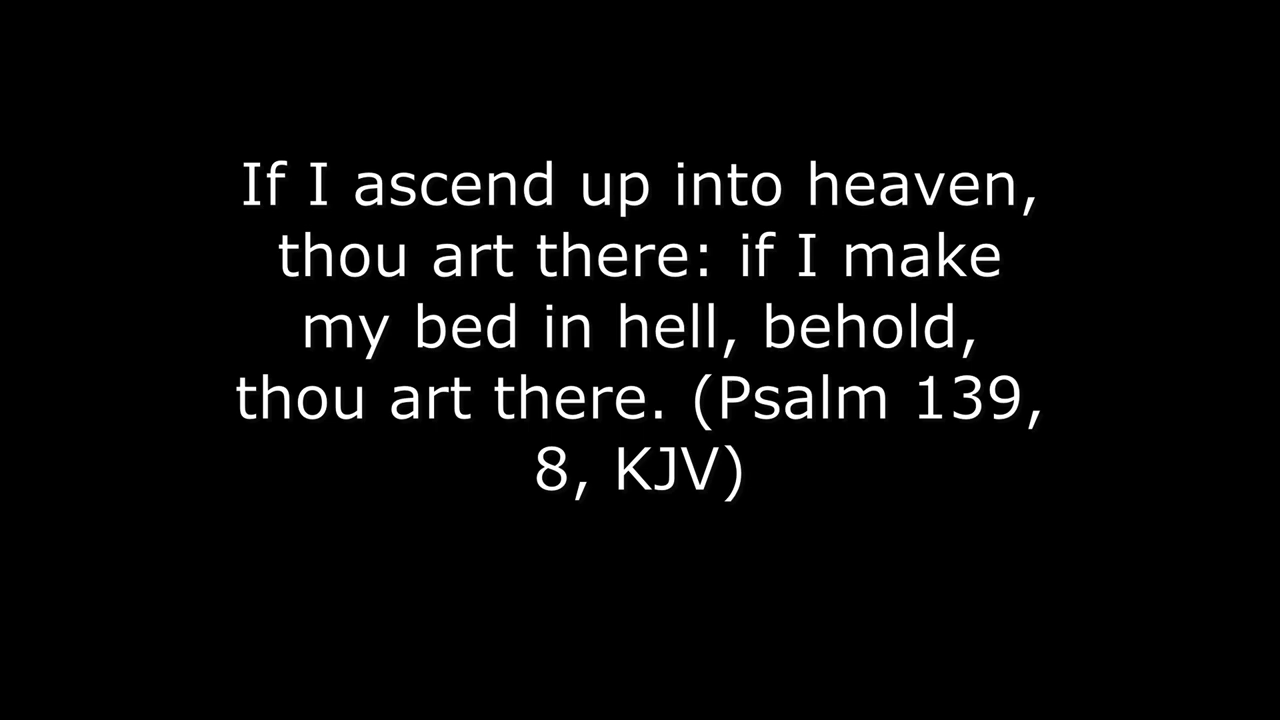 If I ascend up into heaven,
thou art there: if I make
my bed in hell, behold,
thou art there. (Psalm 139,
8, KJV)